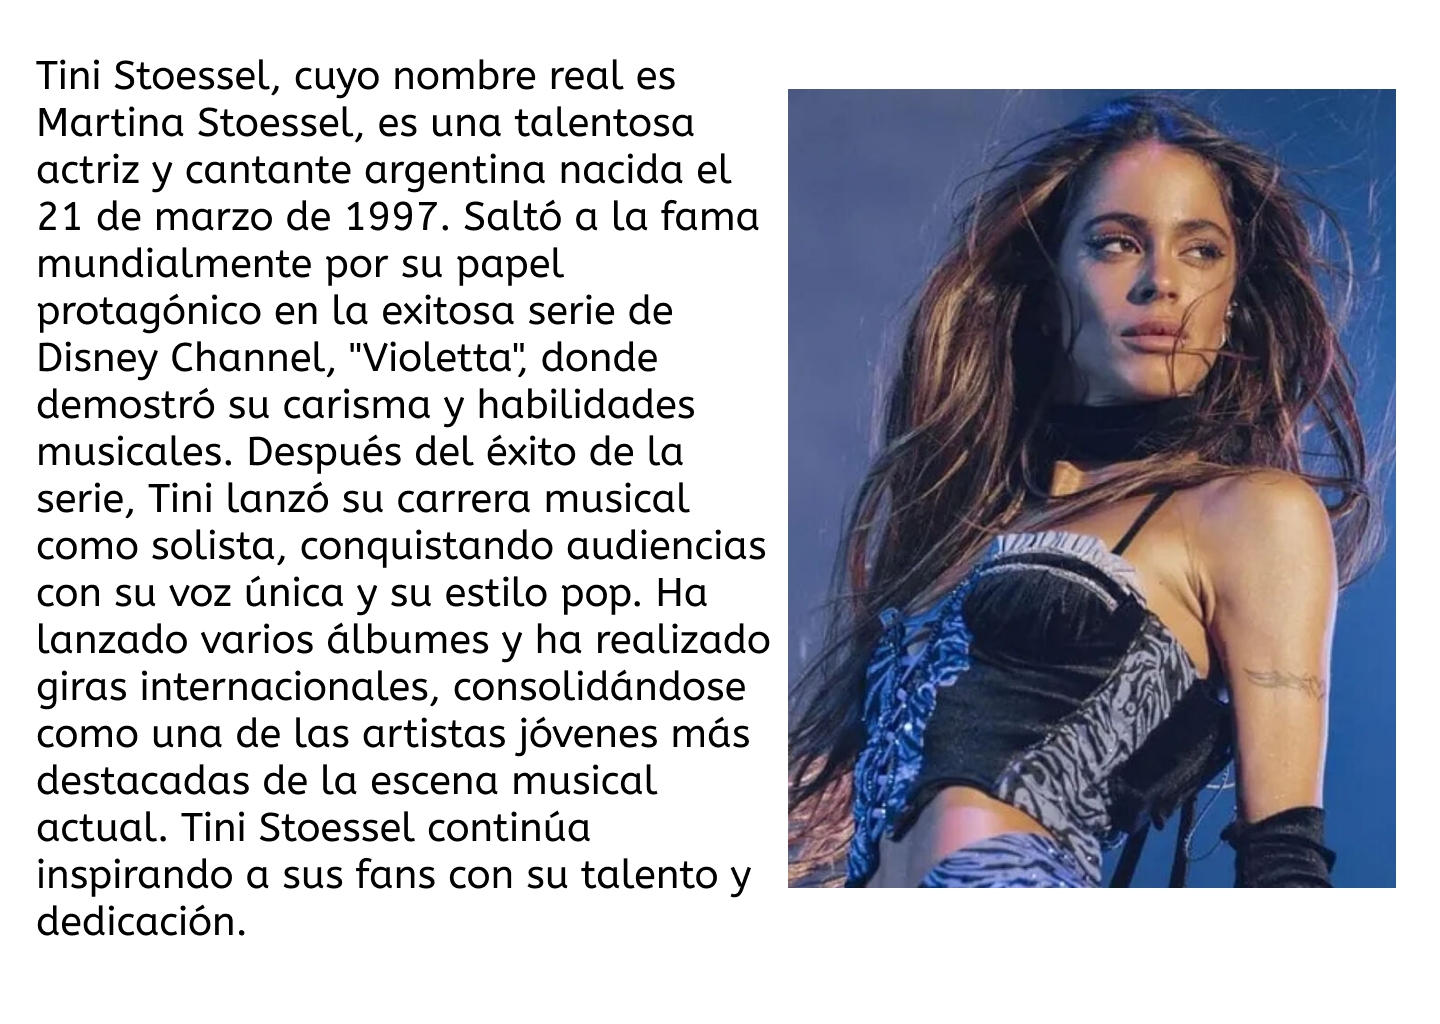 Tini Stoessel, cuyo nombre real es
Martina Stoessel, es una talentosa
actriz y cantante argentina nacida el
21 de marzo de 1997. Saltó a la fama
mundialmente por su papel
protagónico en la exitosa serie de
Disney Channel, "Violetta", donde
demostró su carisma y habilidades
musicales. Después del éxito de la
serie, Tini lanzó su carrera musical
como solista, conquistando audiencias
con su voz única y su estilo pop. Ha
lanzado varios álbumes y ha realizado
giras internacionales, consolidándose
como una de las artistas jóvenes más
destacadas de la escena musical
actual. Tini Stoessel continúa
inspirando a sus fans con su talento y
dedicación.